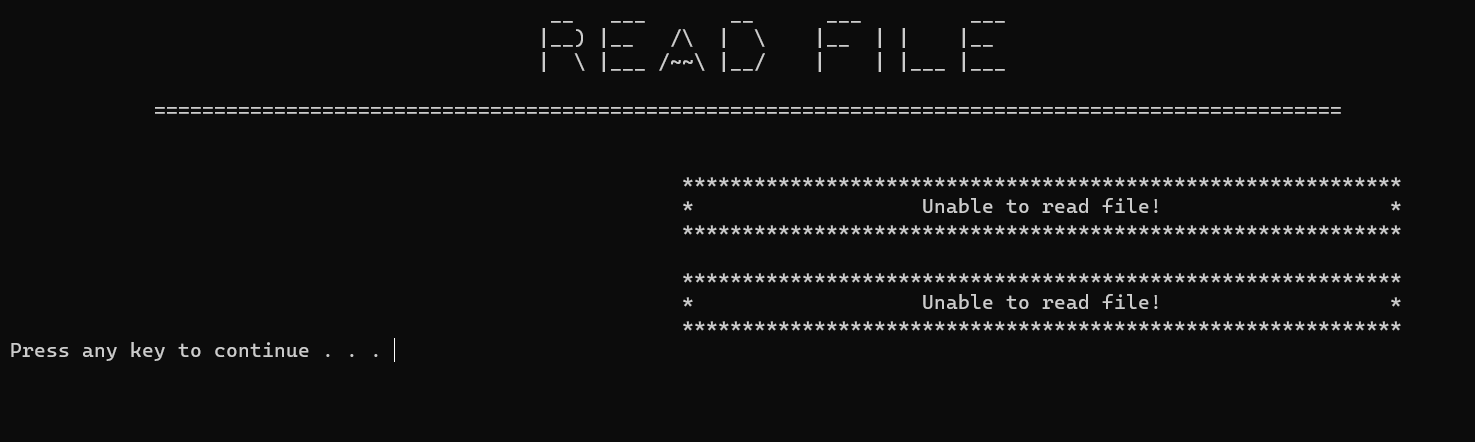 READ FILE
===================================================================================================
************************************************************
* Unable to read file! *
************************************************************
************************************************************
* Unable to read file! *
************************************************************
Press any key to continue . . .